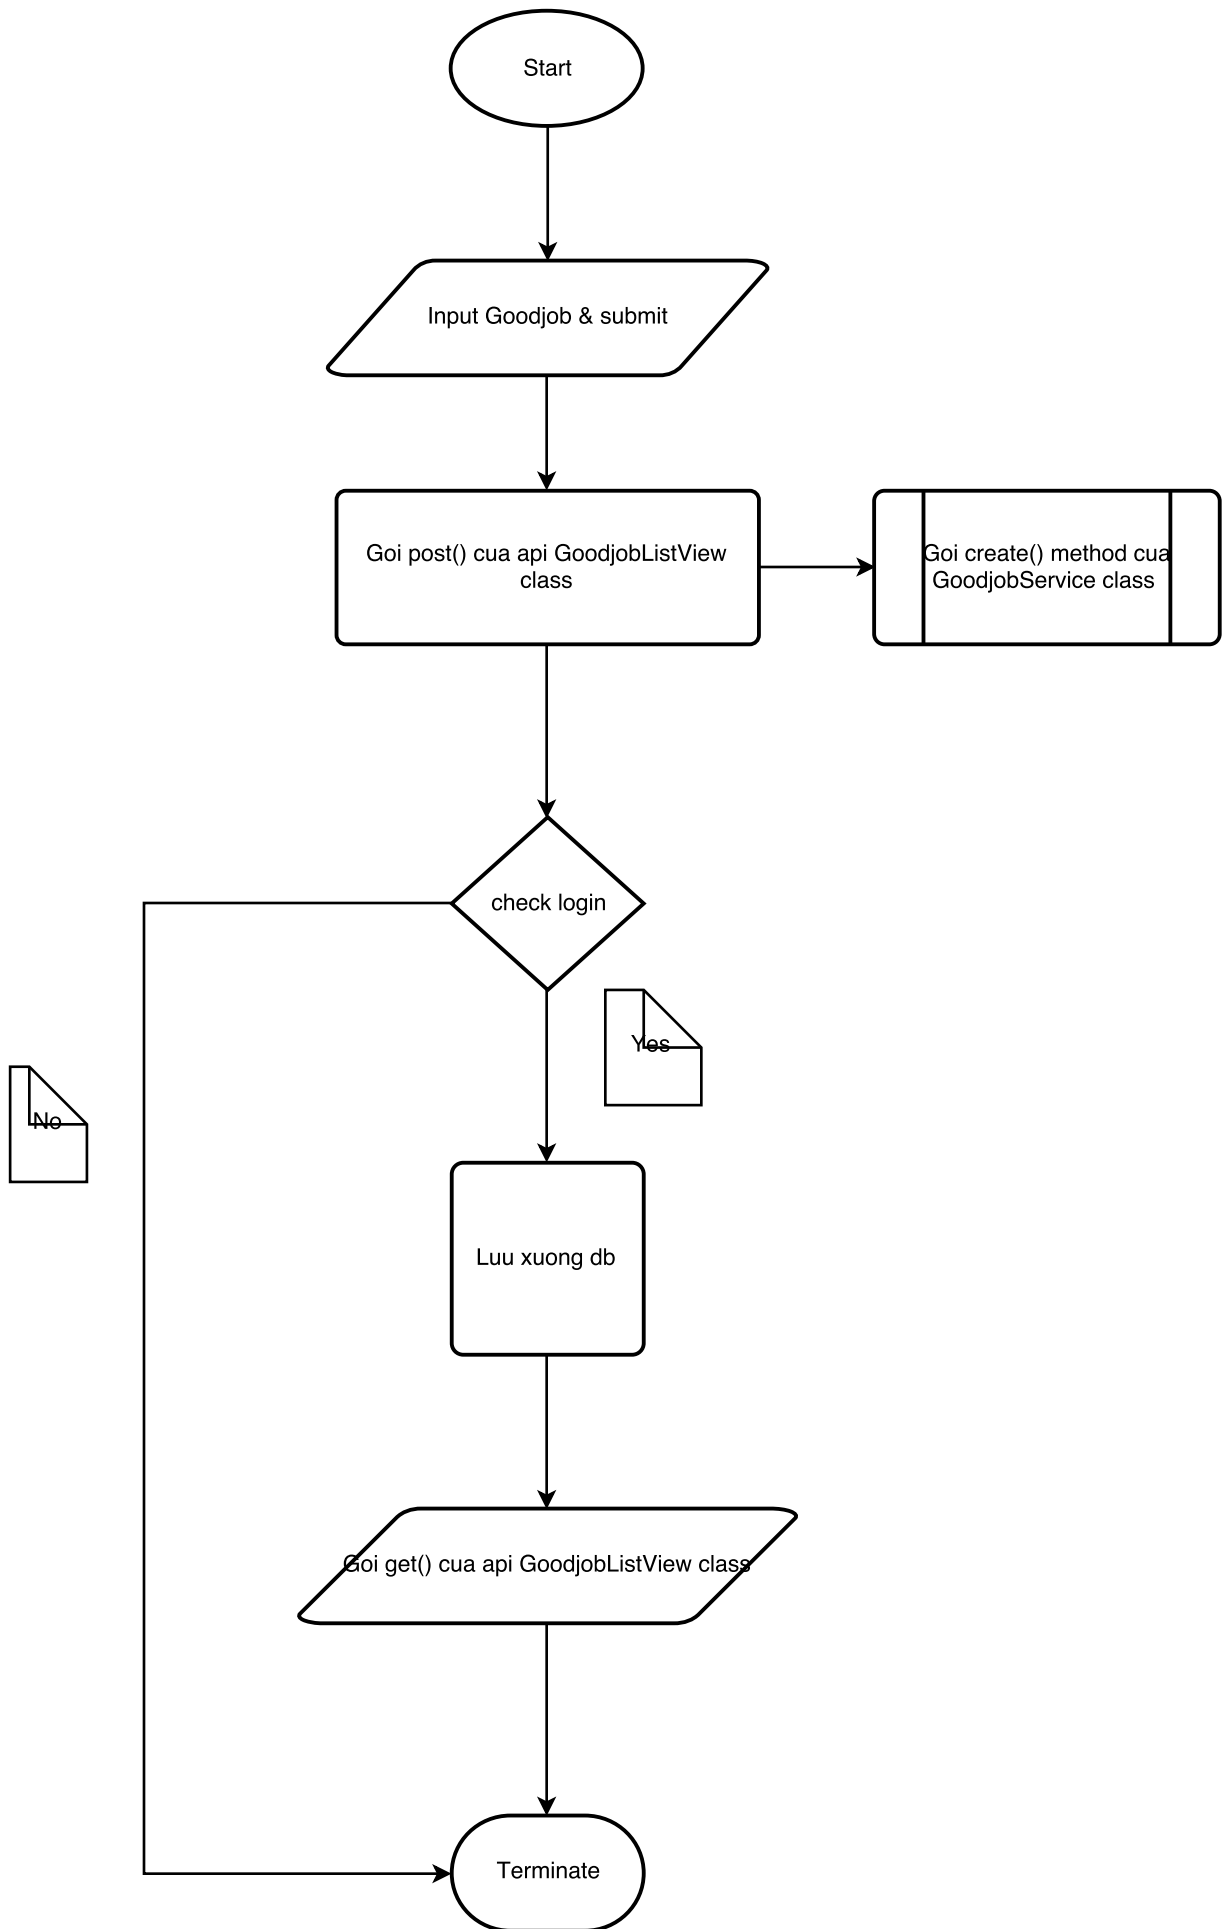 Start
Input Goodjob & submit
Goi post() cua api GoodjobListView
class
Goi create() method cua
GoodjobService class
check login
Yes
No
Luu xuong db
Goi get() cua api GoodjobListView class
Terminate